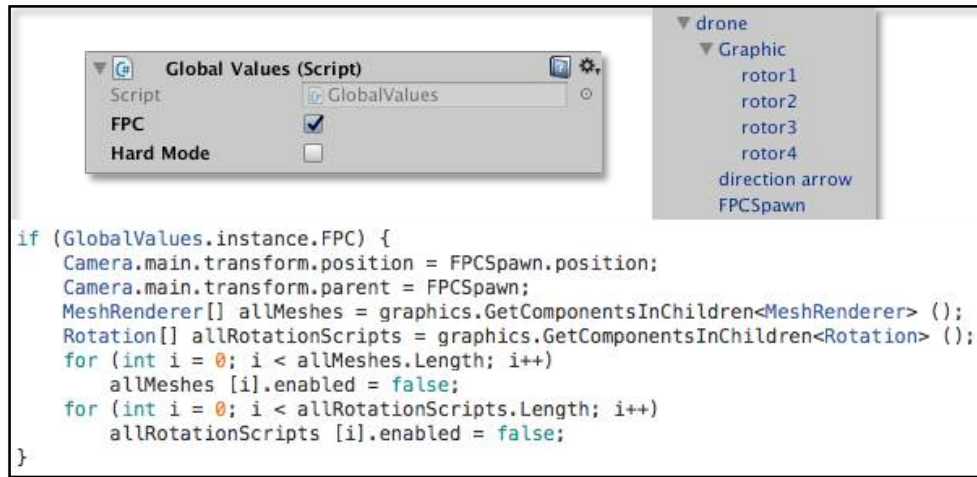 Global Values (Script)
Script GlobalValues
FPC
Hard Mode
drone
Graphic
rotor1
rotor2
rotor3
rotor4
direction arrow
FPCSpawn
if (GlobalValues.instance.FPC) {
    Camera.main.transform.position = FPCSpawn.position;
    Camera.main.transform.parent = FPCSpawn;
    MeshRenderer[] allMeshes = graphics.GetComponentsInChildren<MeshRenderer> ();
    Rotation[] allRotationScripts = graphics.GetComponentsInChildren<Rotation> ();
    for (int i = 0; i < allMeshes.Length; i++)
        allMeshes [i].enabled = false;
    for (int i = 0; i < allRotationScripts.Length; i++)
        allRotationScripts [i].enabled = false;
}